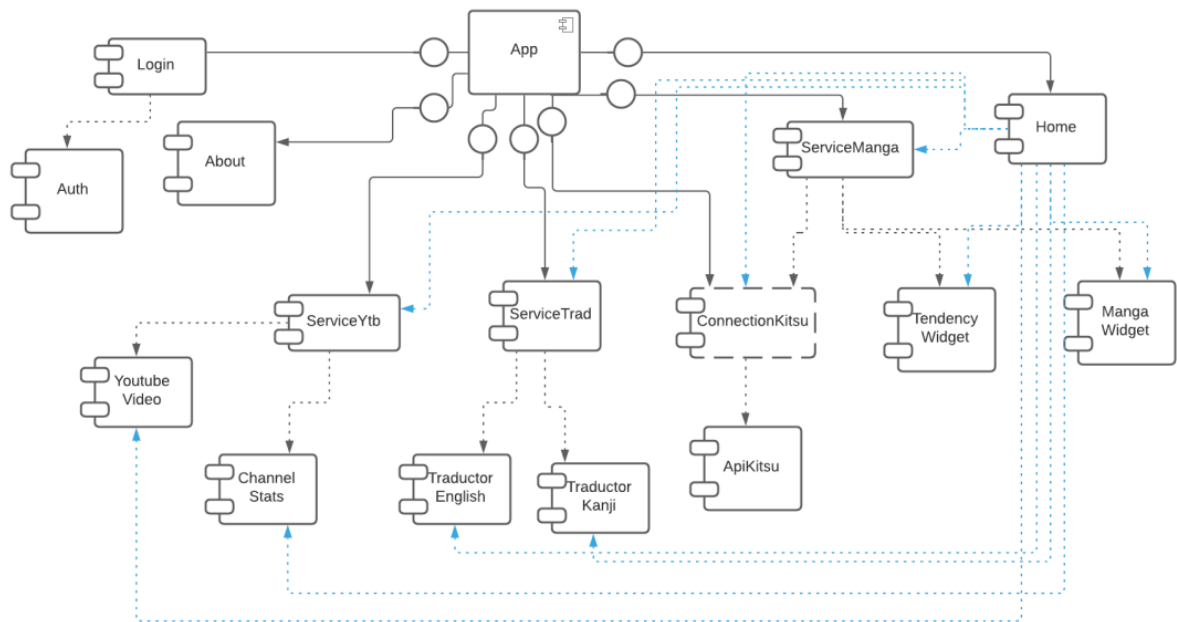 App
Login
Home
About
ServiceManga
Auth
ServiceYtb
ServiceTrad
ConnectionKitsu
Tendency
Widget
Manga
Widget
Youtube
Video
Channel
Stats
Traductor
English
Traductor
Kanji
ApiKitsu